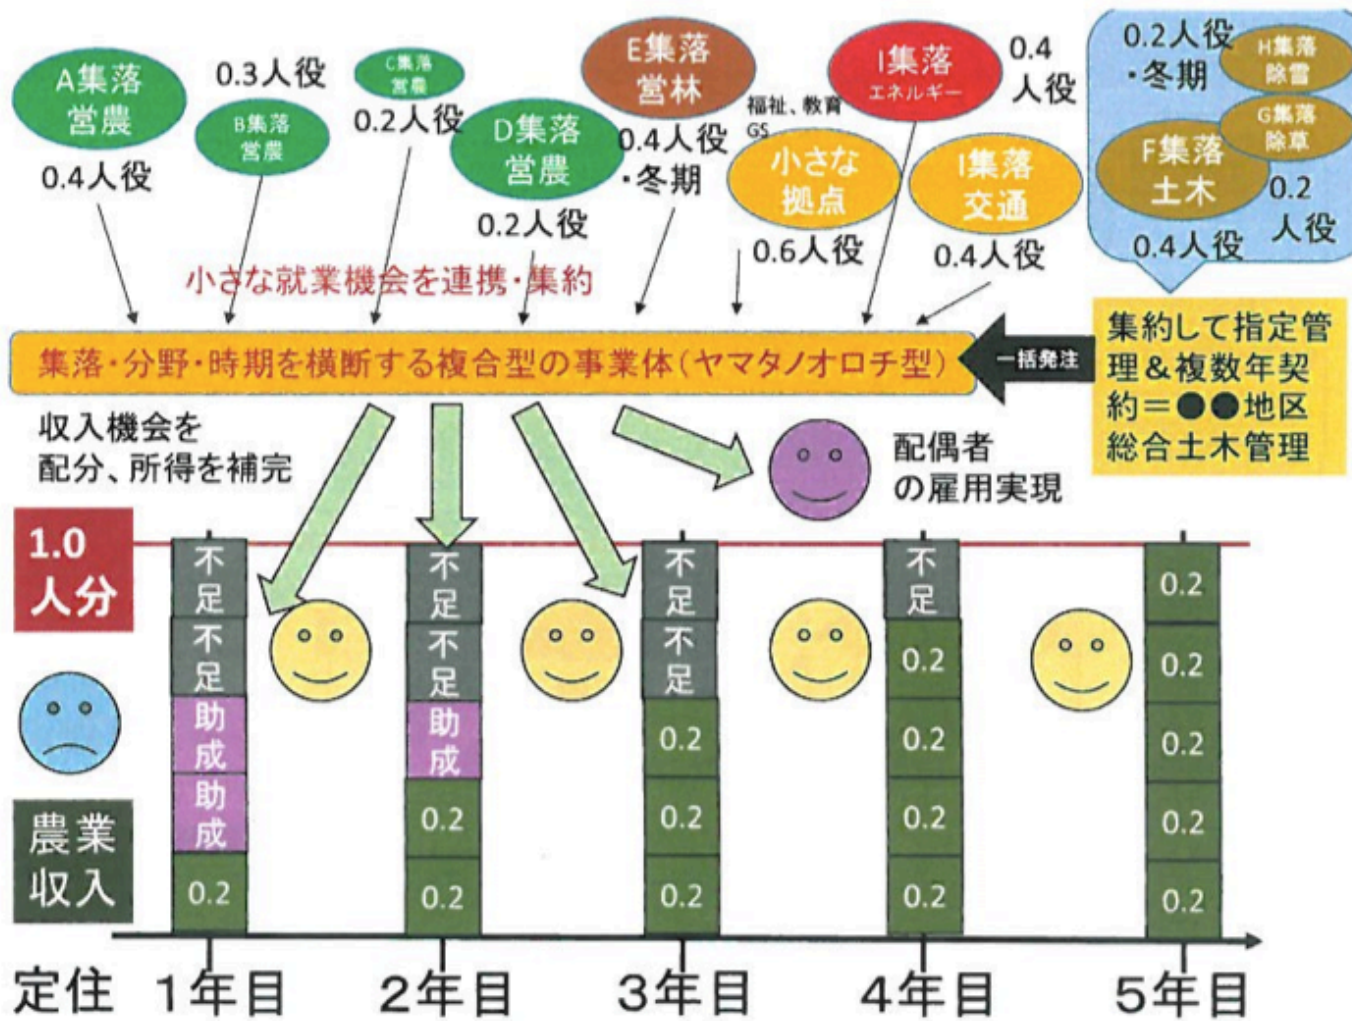 A集落
営農
0.4人役
0.3人役
B集落
営農
C集落
営農
0.2人役
D集落
営農
0.2人役
E集落
営林
0.4人役
・冬期
福祉、教育
GS
小さな
拠点
0.6人役
I集落
エネルギー
0.4
人役
I集落
交通
0.4人役
0.2人役
・冬期
H集落
除雪
G集落
除草
F集落
土木
0.2
人役
0.4人役
小さな就業機会を連携・集約
集落・分野・時期を横断する複合型の事業体(ヤマタノオロチ型)
一括発注
集約して指定管
理&複数年契
約=●●地区
総合土木管理
収入機会を
配分、所得を補完
配偶者
の雇用実現
1.0
人分
農業
収入
不足
不足
助成
助成
0.2
不足
不足
助成
0.2
0.2
不足
不足
0.2
0.2
0.2
不足
0.2
0.2
0.2
0.2
0.2
0.2
0.2
0.2
0.2
定住 1年目 2年目 3年目 4年目 5年目